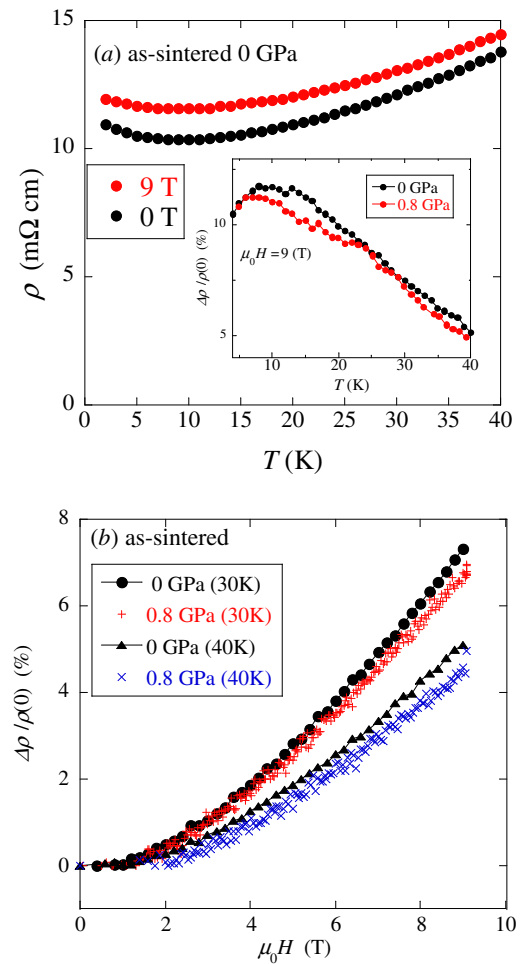 (a) as-sintered 0 GPa
15
10
5
0
ρ (mΩ cm)
9 T
0 T
0 GPa
0.8 GPa
μ₀H = 9 (T)
Δρ /ρ(0) (%)
10
5
10
20
30
40
T (K)
0
5
10
15
20
25
30
35
40
T (K)
(b) as-sintered
0 GPa (30K)
0.8 GPa (30K)
0 GPa (40K)
0.8 GPa (40K)
Δρ /ρ(0) (%)
8
6
4
2
0
0
2
4
6
8
10
μ₀H (T)